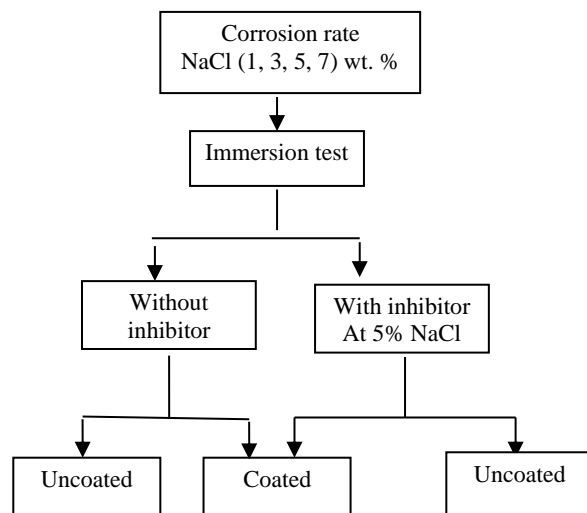 Corrosion rate
NaCl (1, 3, 5, 7) wt. %
Immersion test
Without
inhibitor
With inhibitor
At 5% NaCl
Uncoated
Coated
Uncoated